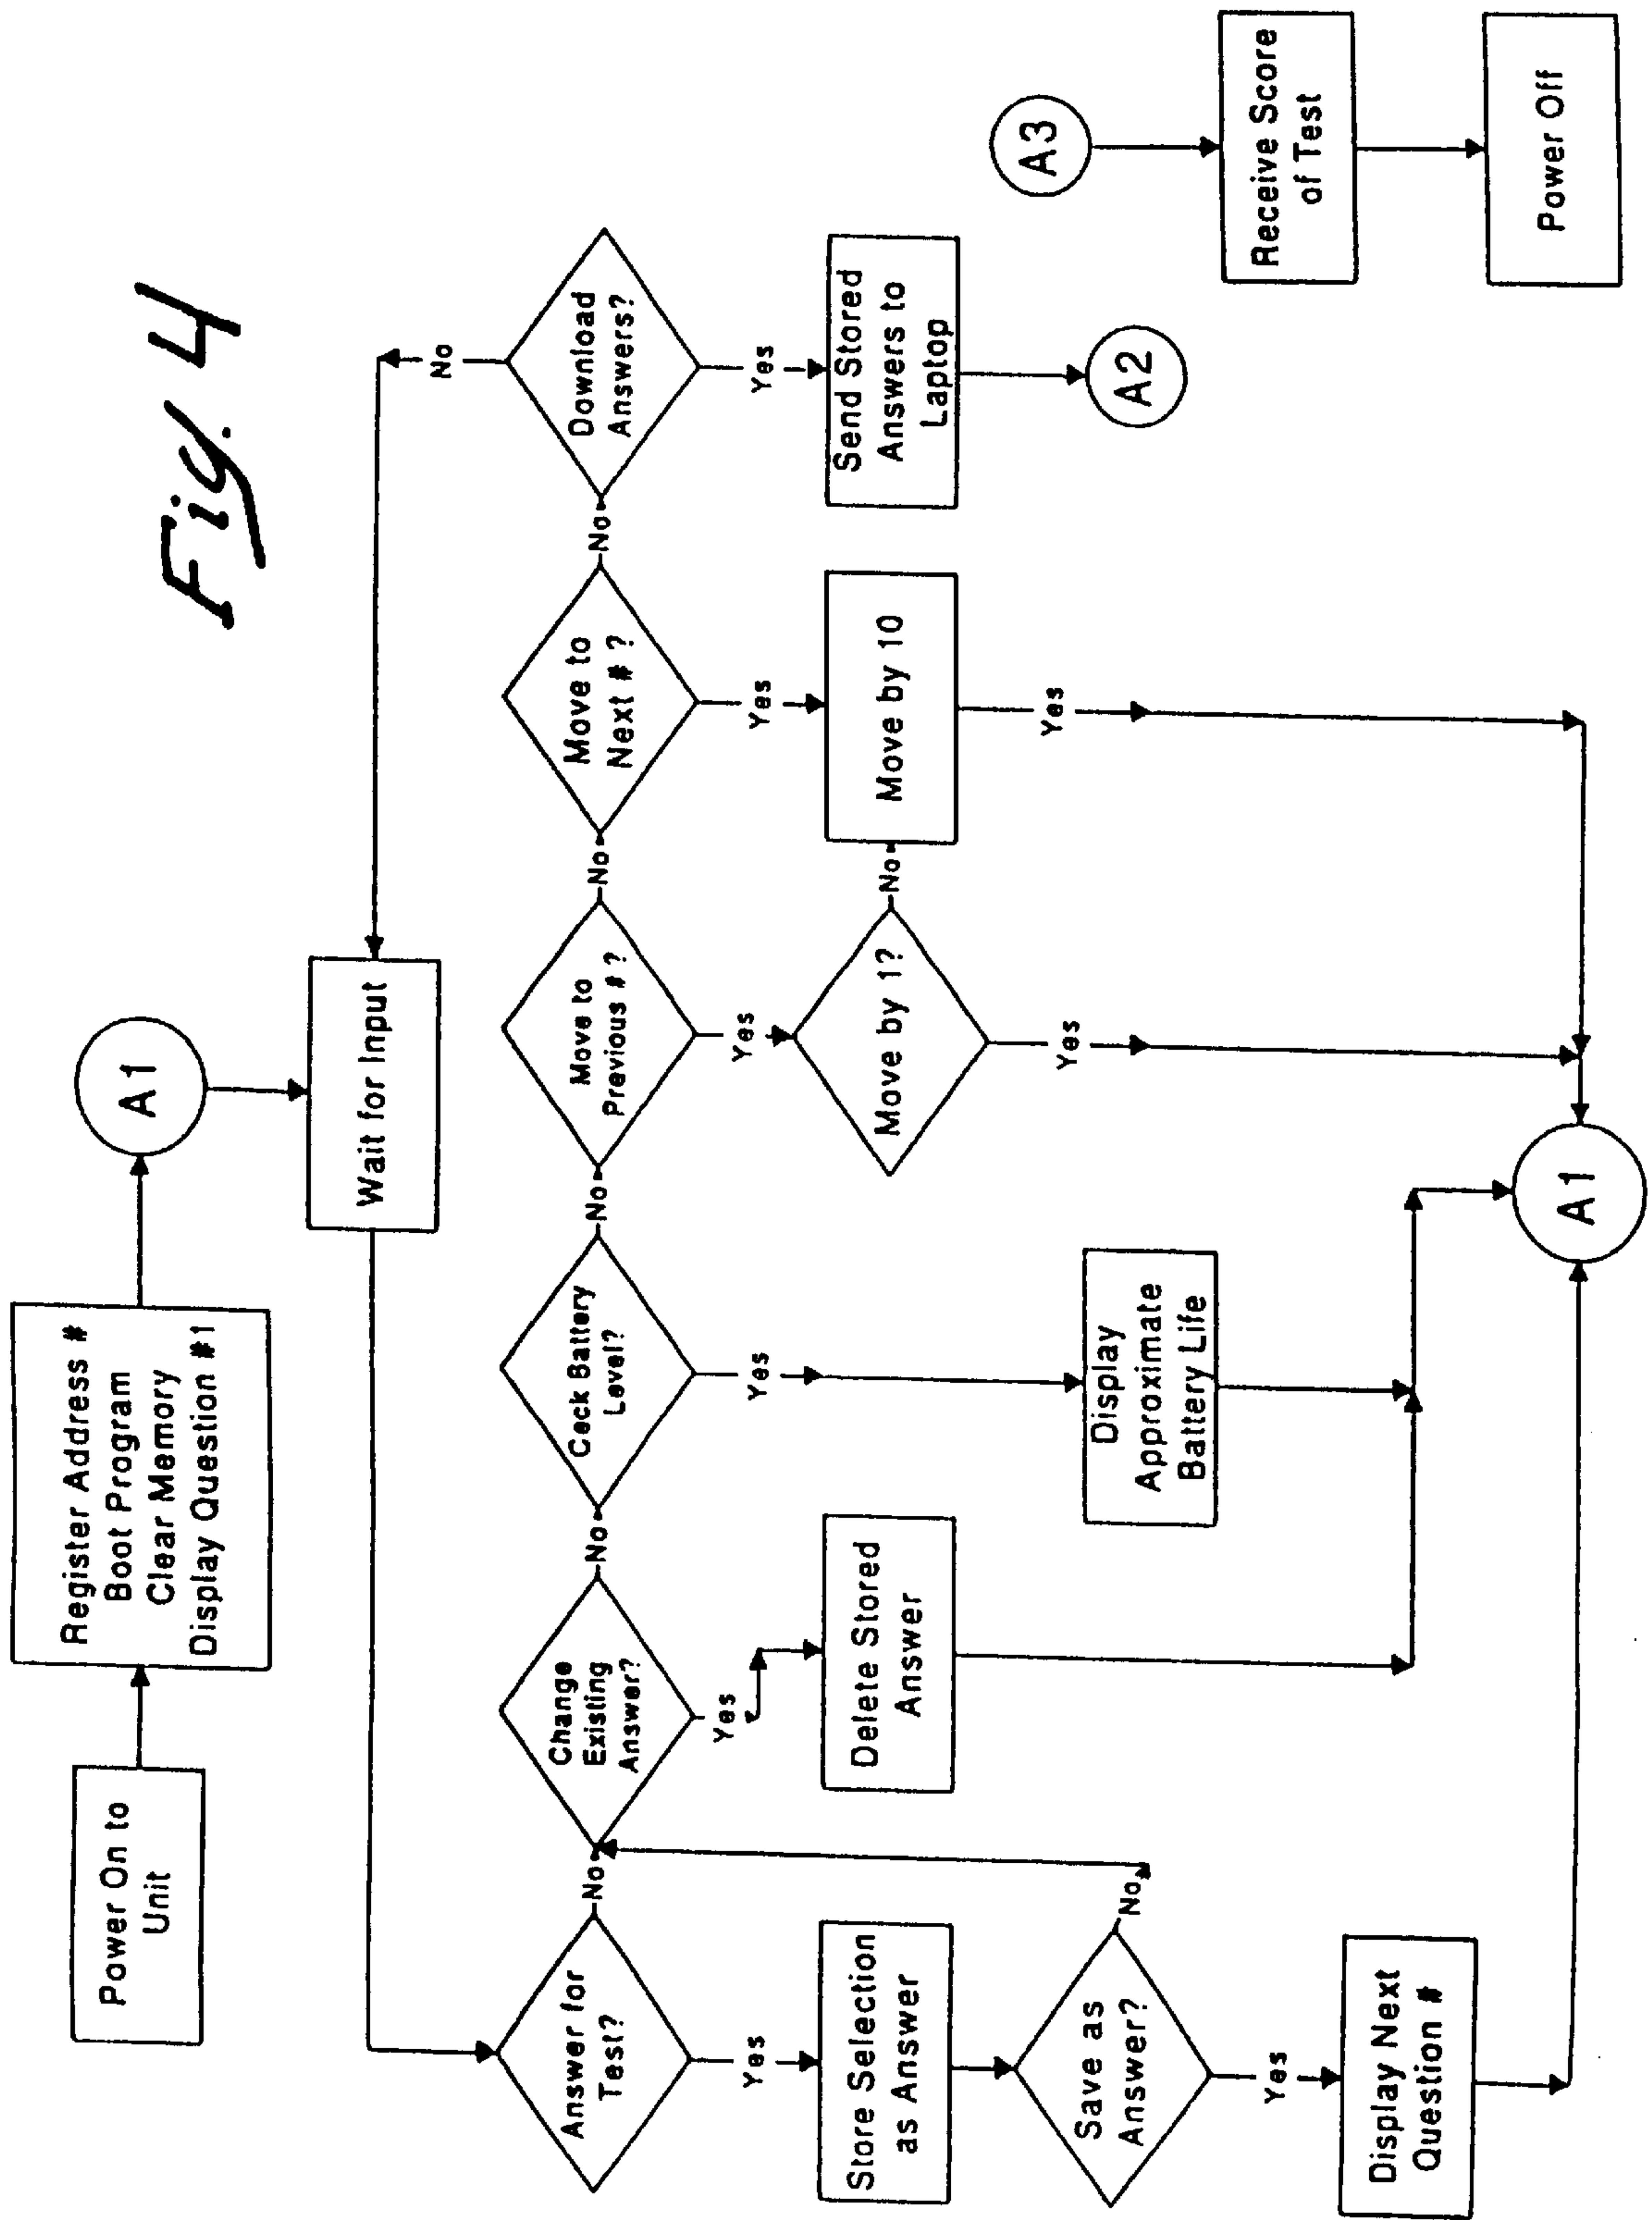 Fig. 4
Power On to
Unit
Register Address #
Boot Program
Clear Memory
Display Question #1
A1
Wait for Input
Answer for
Test?
No
Change
Existing
Answer?
No
Ceck Battery
Level?
No
Move to
Previous #?
No
Move to
Next #?
No
Download
Answers?
No
Yes
Yes
Yes
Yes
Yes
Yes
Store Selection
as Answer
Delete Stored
Answer
Move by 1?
No
Move by 10
Send Stored
Answers to
Laptop
A3
Save as
Answer?
No
Display
Approximate
Battery Life
Yes
Yes
A2
Receive Score
of Test
Yes
Display Next
Question #
A1
Power Off